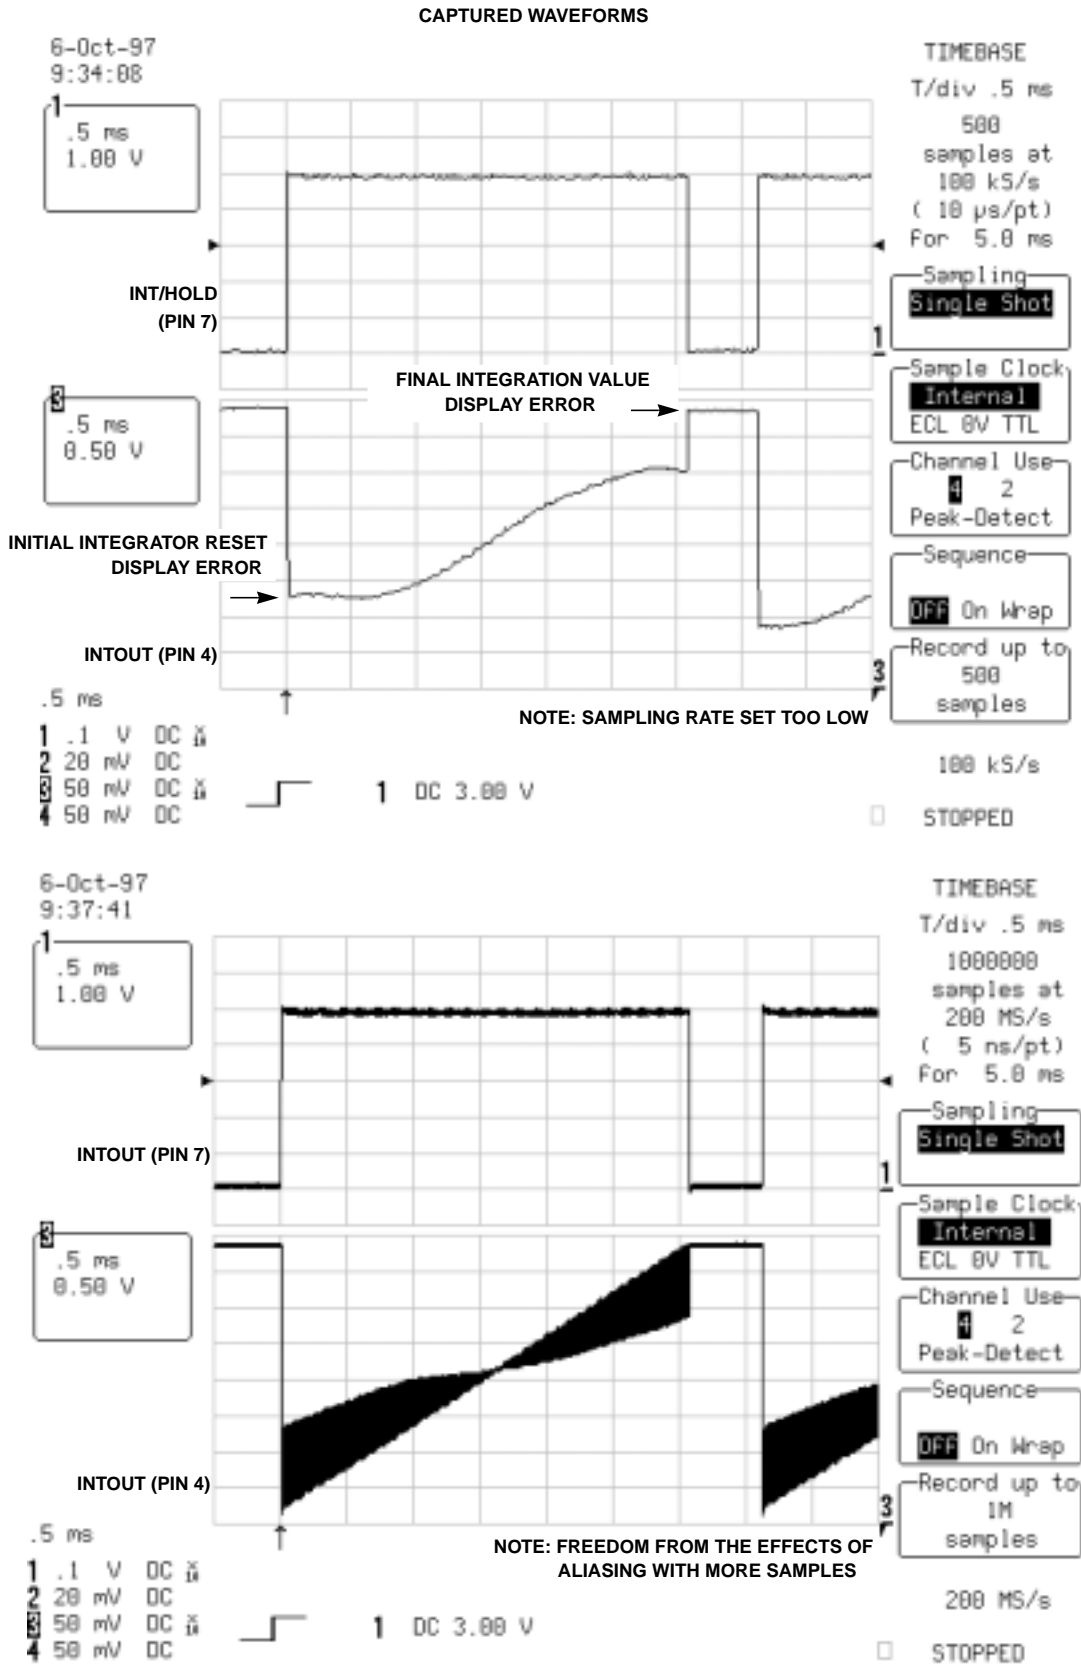 CAPTURED WAVEFORMS
6-Oct-97
9:34:08
1
.5 ms
1.00 V
INT/HOLD
(PIN 7)
3
.5 ms
0.50 V
FINAL INTEGRATION VALUE
DISPLAY ERROR
INITIAL INTEGRATOR RESET
DISPLAY ERROR
INTOUT (PIN 4)
1
3
NOTE: SAMPLING RATE SET TOO LOW
.5 ms
1 .1 V DC
2 20 mV DC
3 50 mV DC
4 50 mV DC
1 DC 3.00 V
TIMEBASE
T/div .5 ms
500
samples at
100 kS/s
( 10 µs/pt)
for 5.0 ms
Sampling
Single Shot
Sample Clock
Internal
ECL 0V TTL
Channel Use
4 2
Peak-Detect
Sequence
OFF On Wrap
Record up to
500
samples
100 kS/s
STOPPED
6-Oct-97
9:37:41
1
.5 ms
1.00 V
INTOUT (PIN 7)
3
.5 ms
0.50 V
INTOUT (PIN 4)
1
3
NOTE: FREEDOM FROM THE EFFECTS OF
ALIASING WITH MORE SAMPLES
.5 ms
1 .1 V DC
2 20 mV DC
3 50 mV DC
4 50 mV DC
1 DC 3.00 V
TIMEBASE
T/div .5 ms
1000000
samples at
200 MS/s
( 5 ns/pt)
for 5.0 ms
Sampling
Single Shot
Sample Clock
Internal
ECL 0V TTL
Channel Use
4 2
Peak-Detect
Sequence
OFF On Wrap
Record up to
1M
samples
200 MS/s
STOPPED